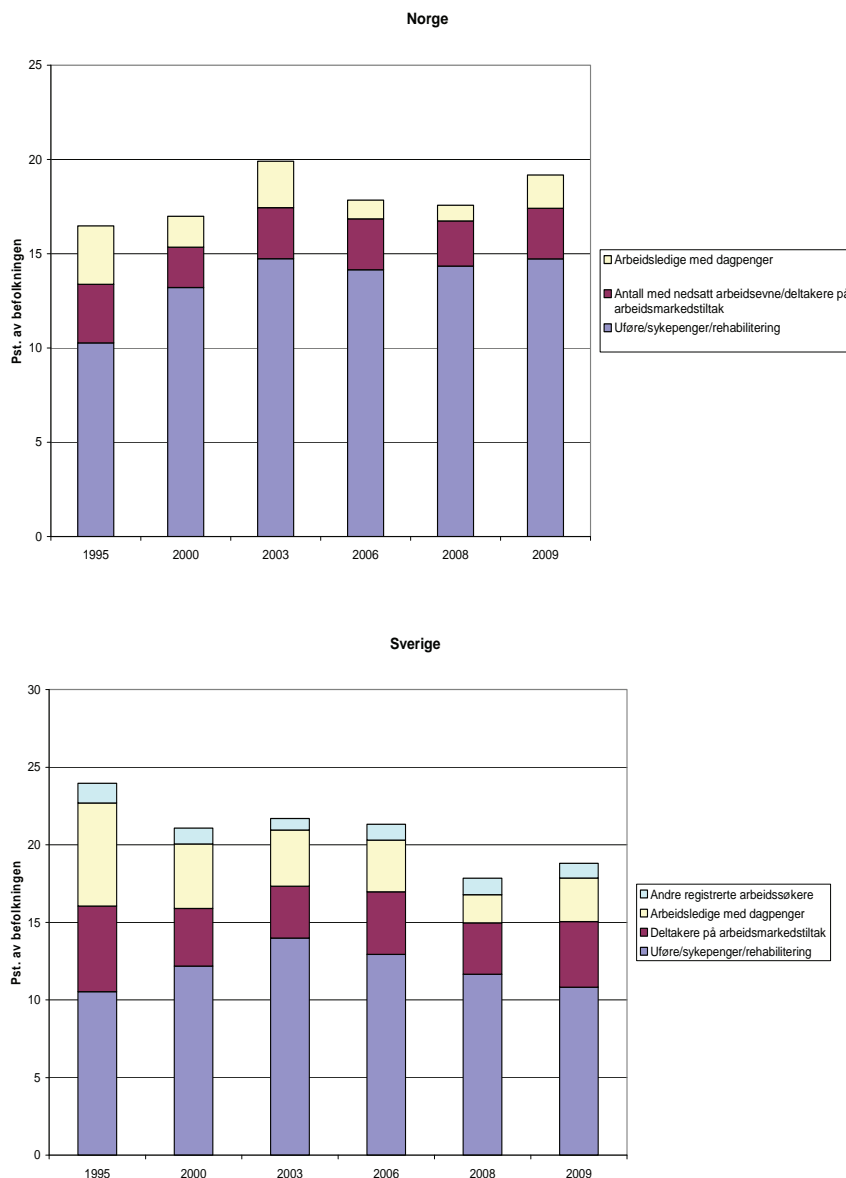 Norge
25
20
15
10
5
0
Pst. av befolkningen
1995 2000 2003 2006 2008 2009
Arbeidsledige med dagpenger
Antall med nedsatt arbeidsevne/deltakere på
arbeidsmarkedstiltak
Uføre/sykepenger/rehabilitering
Sverige
30
25
20
15
10
5
0
Pst. av befolkningen
1995 2000 2003 2006 2008 2009
Andre registrerte arbeidssøkere
Arbeidsledige med dagpenger
Deltakere på arbeidsmarkedstiltak
Uføre/sykepenger/rehabilitering